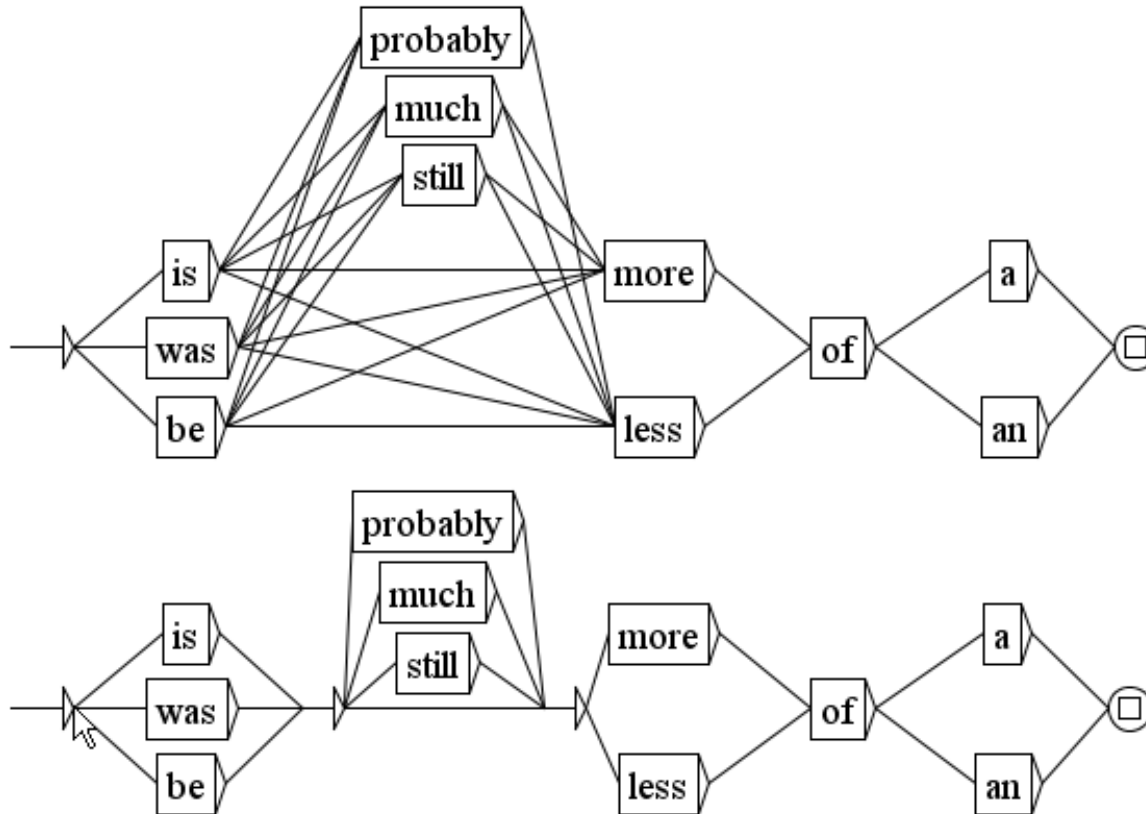 probably
much
still
is more a
was of
be less an
probably
much
is still more a
was of
be less an